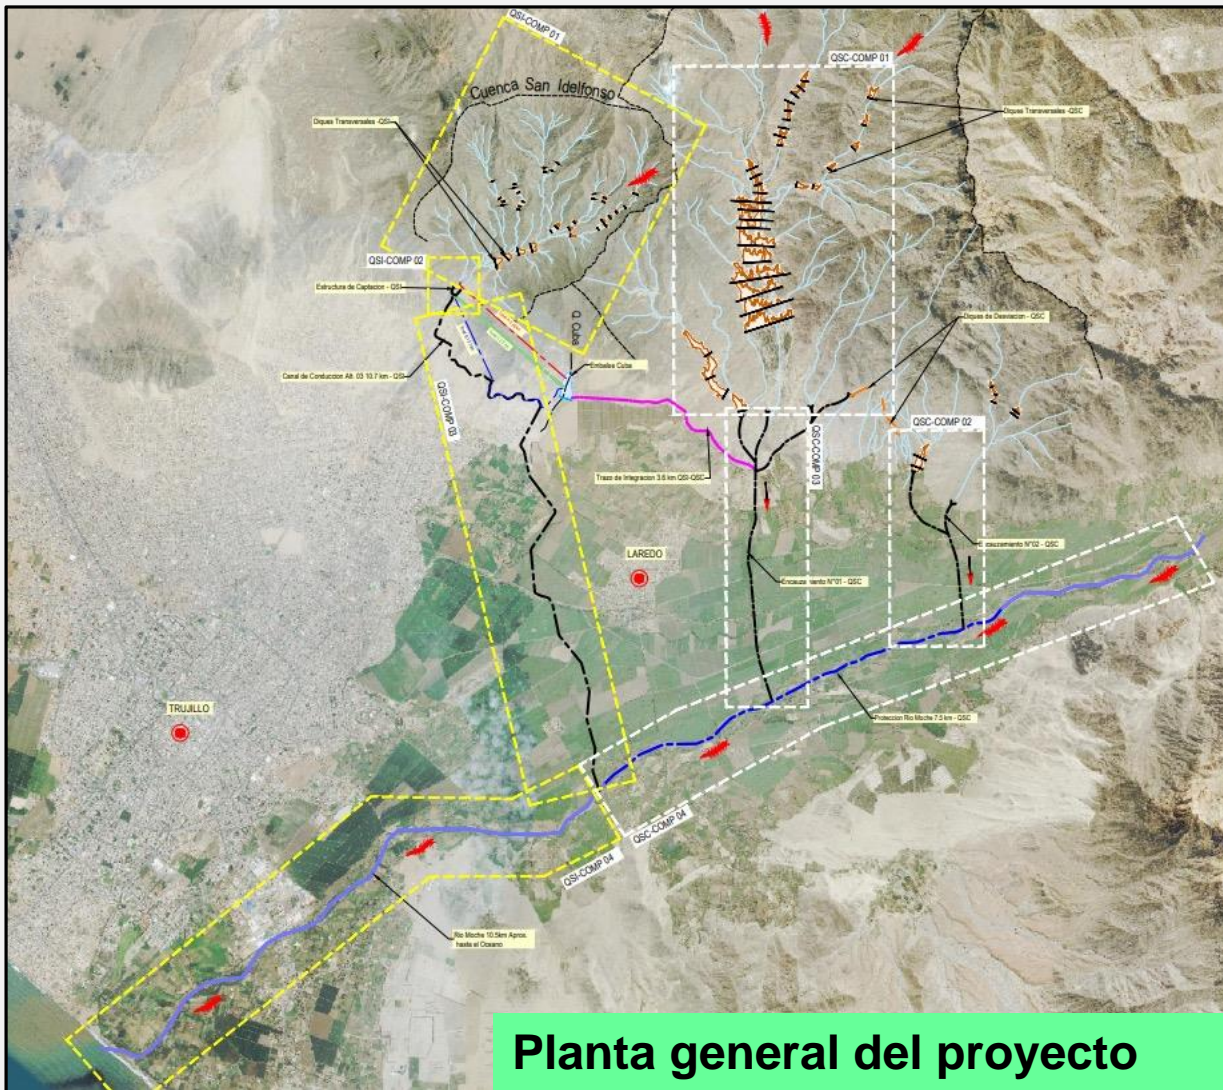 QSI-COMP 01
QSC-COMP 01
Cuenca San Idelfonso
Diques Transversales -QSI
Diques Transversales -QSC
QSI-COMP 02
Estructura de Captacion - QSI
Q. Cuba
Diques de Desviacion - QSC
Embalse Cuba
Canal de Conduccion Alt. 03 10.7 km - QSI
QSI-COMP 03
QSC-COMP 02
QSC-COMP 03
Trazo de Integracion 3.6 km QSI-QSC
LAREDO
Encauzamiento N°02 - QSC
Encauzamiento N°01 - QSC
TRUJILLO
Proteccion Rio Moche 7.5 km - QSC
QSC-COMP 04
QSI-COMP 04
Rio Moche 10.5km Aprox.
hasta el Oceano
Planta general del proyecto